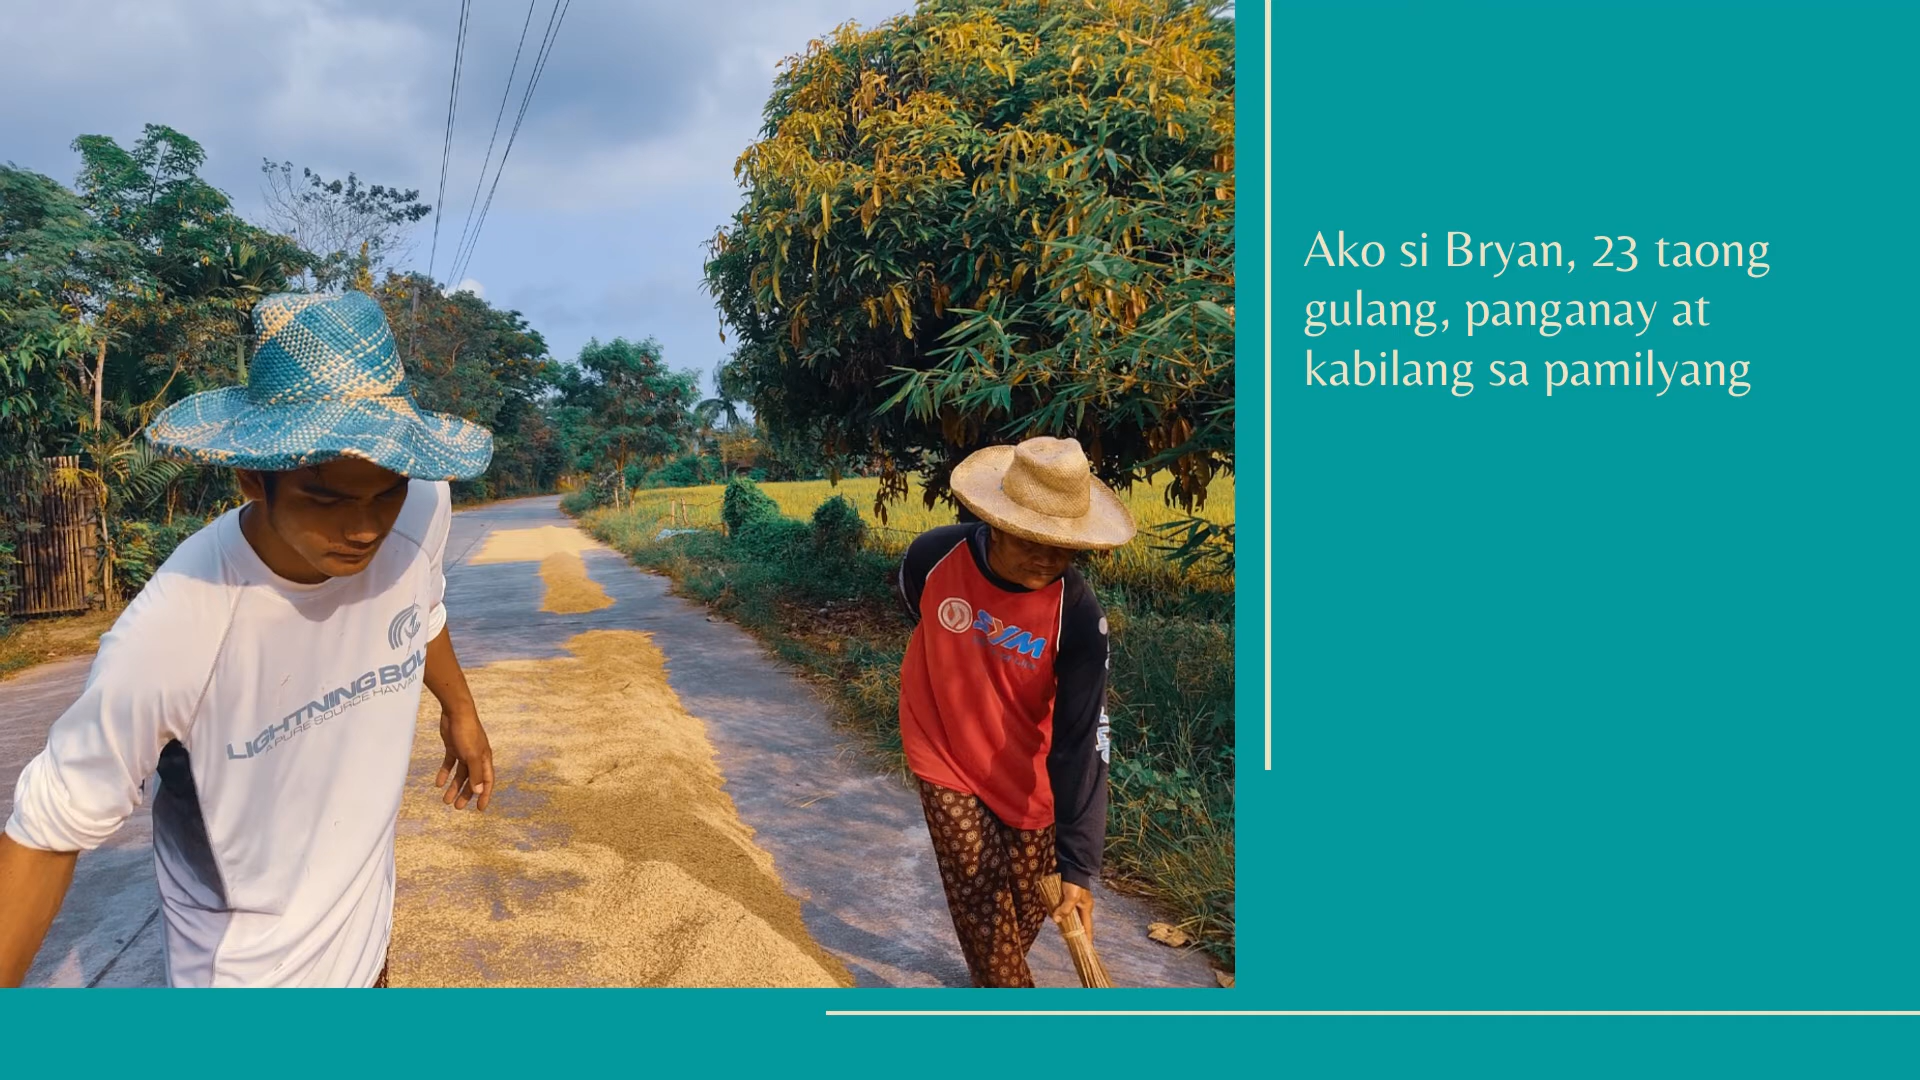 Ako si Bryan, 23 taong
gulang, panganay at
kabilang sa pamilyang
LIGHTNING BOLT
A PURE SOURCE HAWAII
SYM